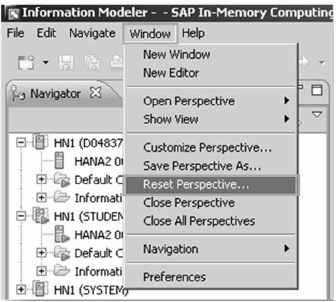 Information Modeler - - SAP In-Memory Computing
File Edit Navigate Window Help
New Window
New Editor
Navigator
Open Perspective
Show View
HN1 (D04837
Customize Perspective...
HANA2 0
Save Perspective As...
Default C
Reset Perspective...
Informati
Close Perspective
HN1 (STUDEN
Close All Perspectives
HANA2 0
Default C
Navigation
Informati
Preferences
HN1 (SYSTEM)